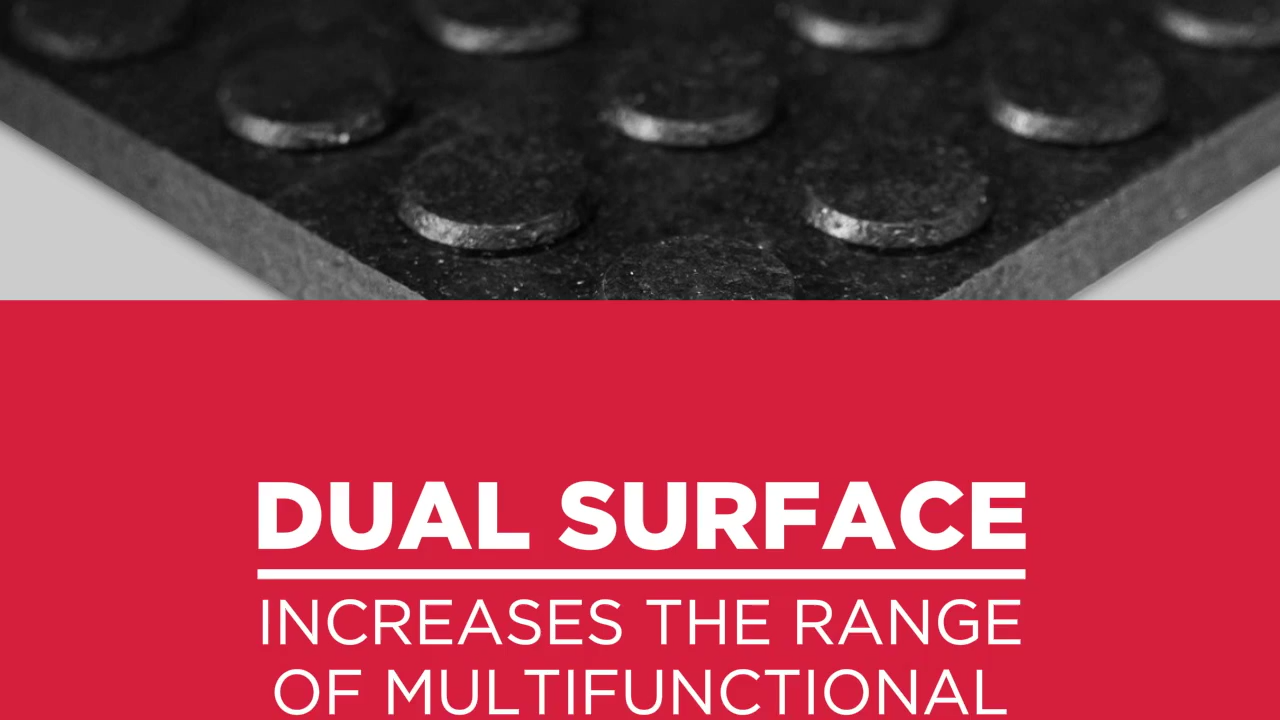 DUAL SURFACE
INCREASES THE RANGE
OF MULTIFUNCTIONAL